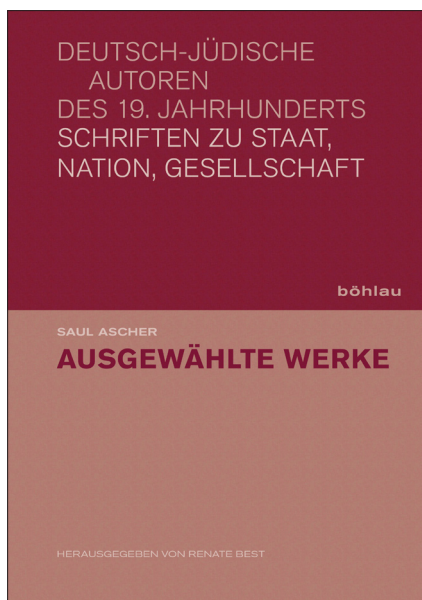 DEUTSCH-JÜDISCHE
AUTOREN
DES 19. JAHRHUNDERTS
SCHRIFTEN ZU STAAT,
NATION, GESELLSCHAFT
böhlau
SAUL ASCHER
AUSGEWÄHLTE WERKE
HERAUSGEGEBEN VON RENATE BEST